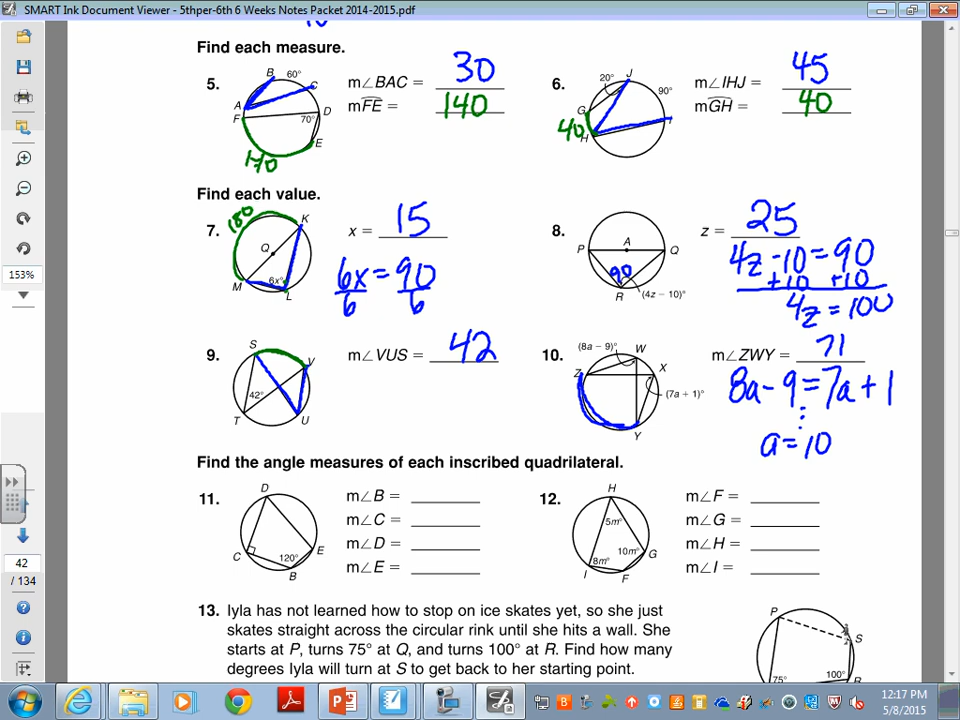 SMART Ink Document Viewer - 5thper-6th 6 Weeks Notes Packet 2014-2015.pdf
Find each measure.
5. B 60° C A F D 70° E 140
m∠BAC = 30
mFE = 140
6. 20° J 90° G 40 H I
m∠IHJ = 45
mGH = 40
Find each value.
7. 180 K Q M 6x° L
x = 15
6x = 90
6 6
8. A P Q 90 R (4z − 10)°
z = 25
4z - 10 = 90
+10 +10
4z = 100
9. S V 42° T U
m∠VUS = 42
10. (8a − 9)° W Z X (7a + 1)° Y
m∠ZWY = 71
8a - 9 = 7a + 1
a = 10
Find the angle measures of each inscribed quadrilateral.
11. D C 120° E B
m∠B =
m∠C =
m∠D =
m∠E =
12. H 5m° 10m° G 8m° I F
m∠F =
m∠G =
m∠H =
m∠I =
13. Iyla has not learned how to stop on ice skates yet, so she just
skates straight across the circular rink until she hits a wall. She
starts at P, turns 75° at Q, and turns 100° at R. Find how many
degrees Iyla will turn at S to get back to her starting point.
P S 75° 100° R
153%
42
/ 134
12:17 PM
5/8/2015